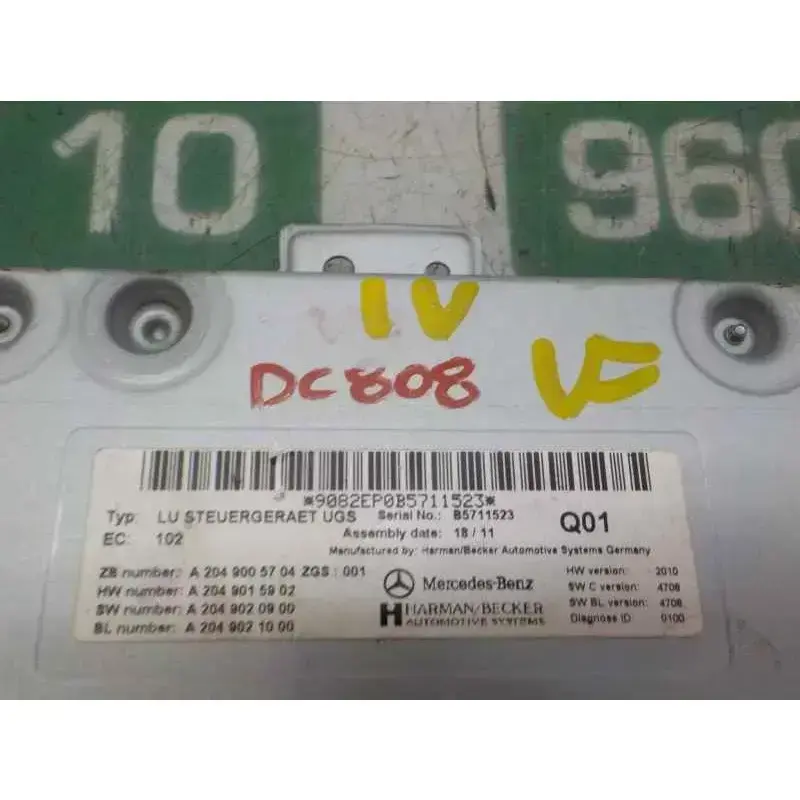 10 960
IV
DC808 VF
*9082EP0B5711523*
Typ: LU STEUERGERAET UGS Serial No.: B5711523 Q01
EC: 102 Assembly date: 18 / 11
Manufactured by: Harman/Becker Automotive Systems Germany
ZB number: A 204 900 57 04 ZGS : 001 HW version: 2010
HW number: A 204 901 59 02 Mercedes-Benz SW C version: 4708
SW number: A 204 902 09 00 HARMAN/BECKER SW BL version: 4708
BL number: A 204 902 10 00 AUTOMOTIVE SYSTEMS Diagnose ID 0100